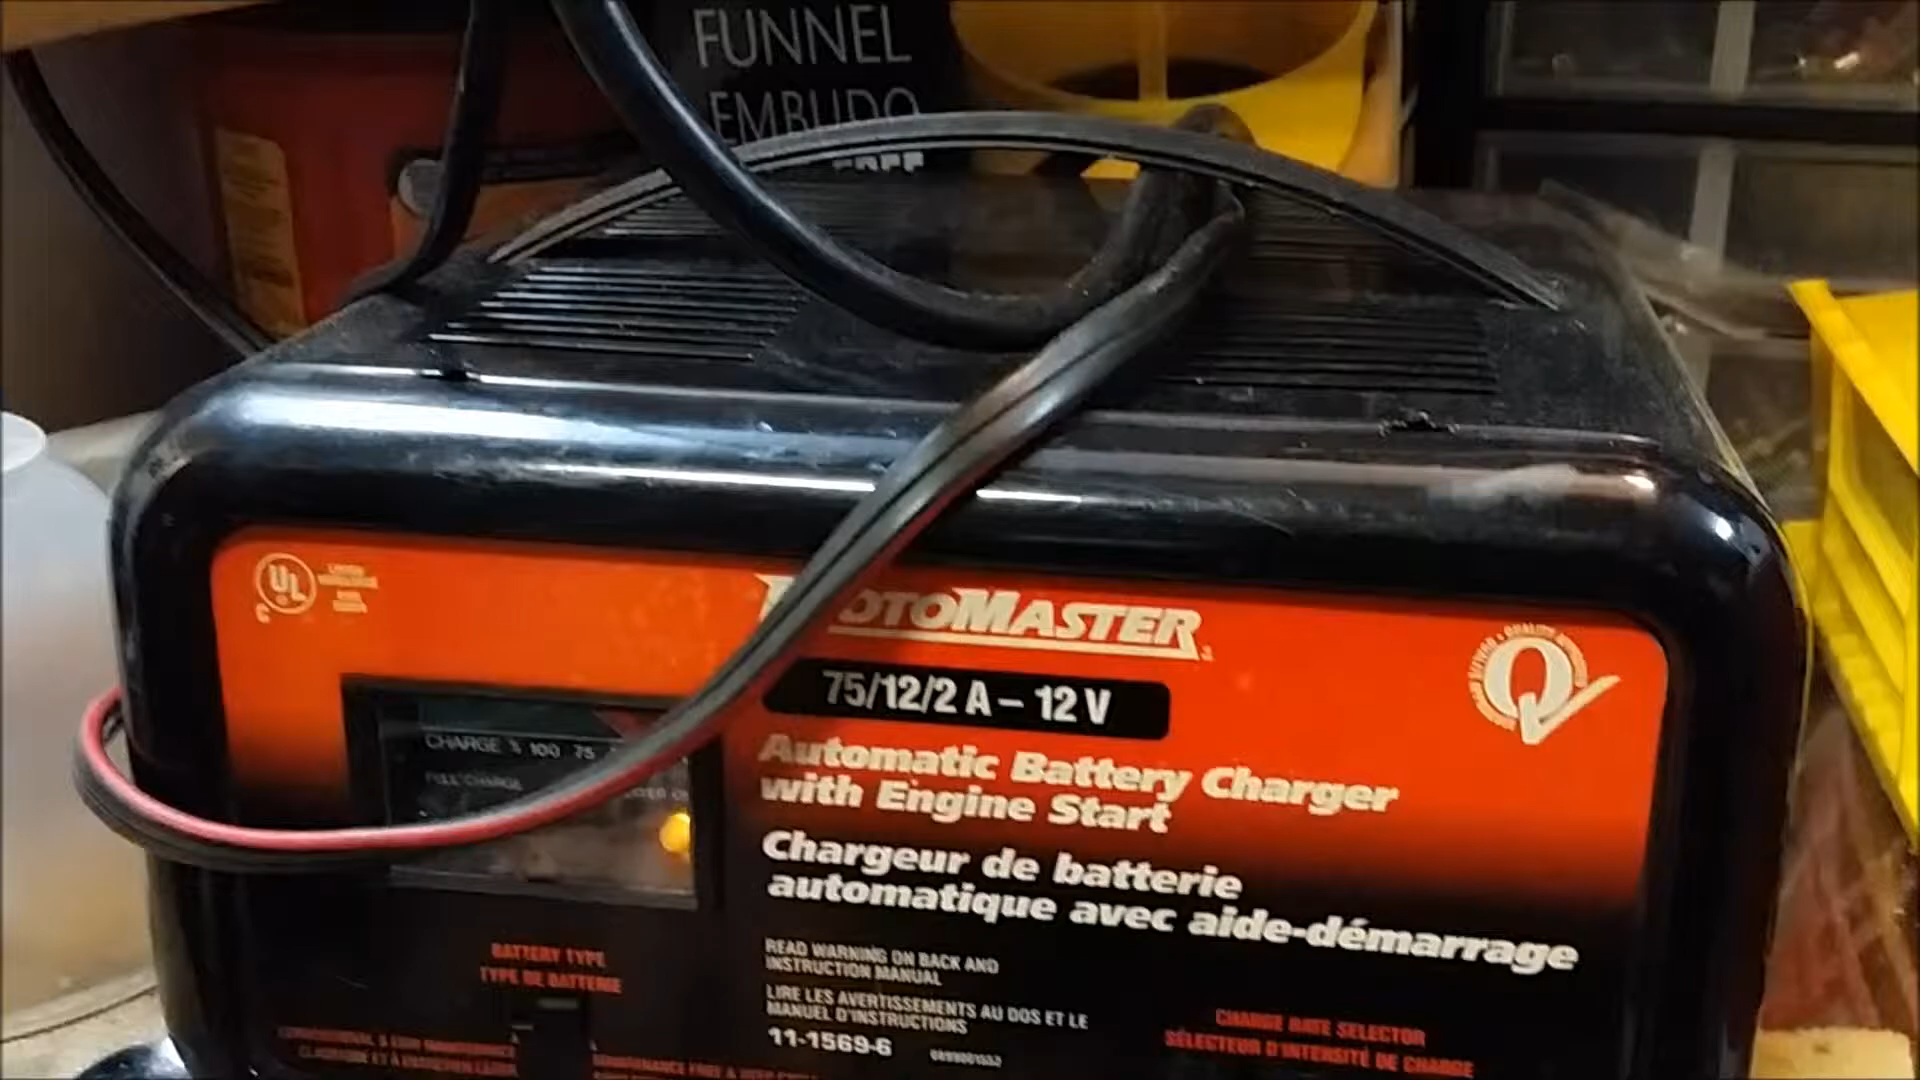 FUNNEL
EMBUDO
UL
C
MOTOMASTER
75/12/2 A – 12 V
Q
CHARGE % 100 75
FULL CHARGE
Automatic Battery Charger
with Engine Start
Chargeur de batterie
automatique avec aide-démarrage
BATTERY TYPE
TYPE DE BATTERIE
READ WARNING ON BACK AND
INSTRUCTION MANUAL
LIRE LES AVERTISSEMENTS AU DOS ET LE
MANUEL D'INSTRUCTIONS
11-1569-6
CHARGE RATE SELECTOR
SÉLECTEUR D'INTENSITÉ DE CHARGE